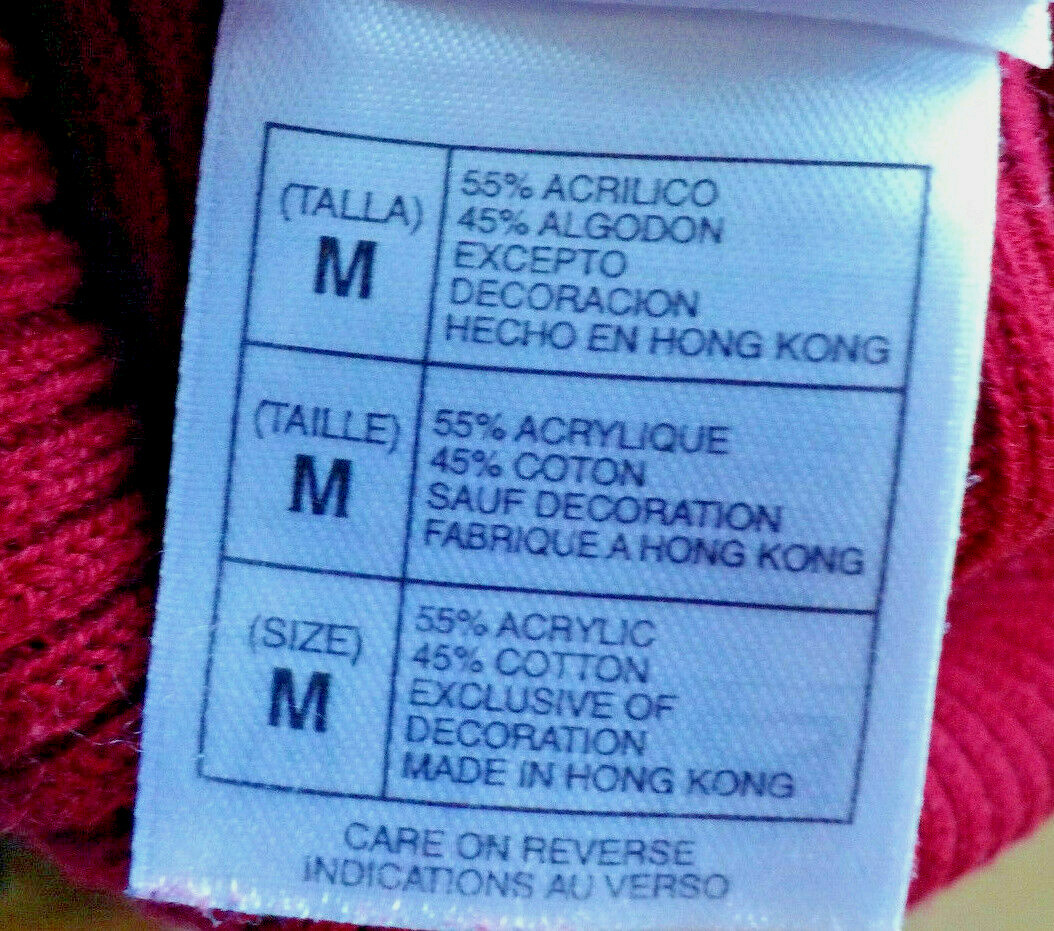 (TALLA)
M
55% ACRILICO
45% ALGODON
EXCEPTO
DECORACION
HECHO EN HONG KONG
(TAILLE)
M
55% ACRYLIQUE
45% COTON
SAUF DECORATION
FABRIQUE A HONG KONG
(SIZE)
M
55% ACRYLIC
45% COTTON
EXCLUSIVE OF
DECORATION
MADE IN HONG KONG
CARE ON REVERSE
INDICATIONS AU VERSO